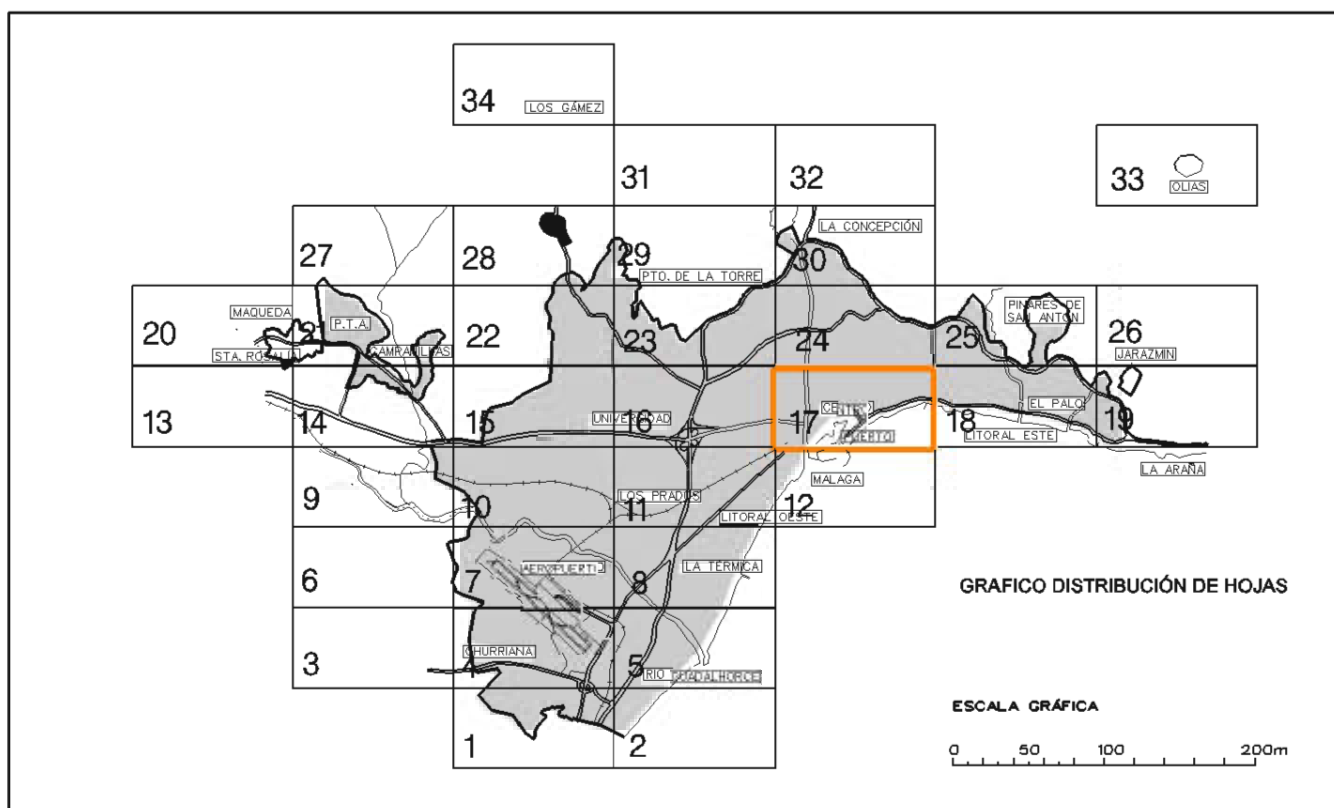 34 LOS GÁMEZ
31
32
33
OLIAS
LA CONCEPCIÓN
27
28
29
PTO. DE LA TORRE
30
MAQUEDA
P.T.A.
PINARES DE
SAN ANTÓN
20
STA. ROSALIA
CAMPANILLAS
22
23
24
25
26
JARAZMIN
13
14
15
UNIVERSIDAD
16
CENTRO
17
PUERTO
EL PALO
18
LITORAL ESTE
19
LA ARAÑA
MALAGA
9
10
LOS PRADOS
11
LITORAL OESTE
12
6
7
AEROPUERTO
8
LA TÉRMICA
GRAFICO DISTRIBUCIÓN DE HOJAS
3
CHURRIANA
4
5
RIO GUADALHORCE
1
2
ESCALA GRÁFICA
0 50 100 200m